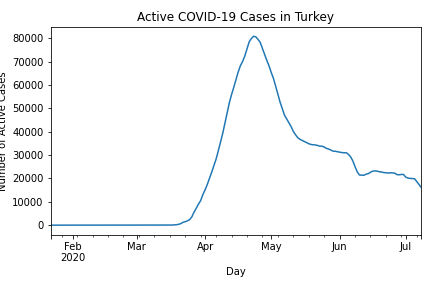 Active COVID-19 Cases in Turkey
Number of Active Cases
80000
70000
60000
50000
40000
30000
20000
10000
0
Feb
2020
Mar
Apr
May
Jun
Jul
Day